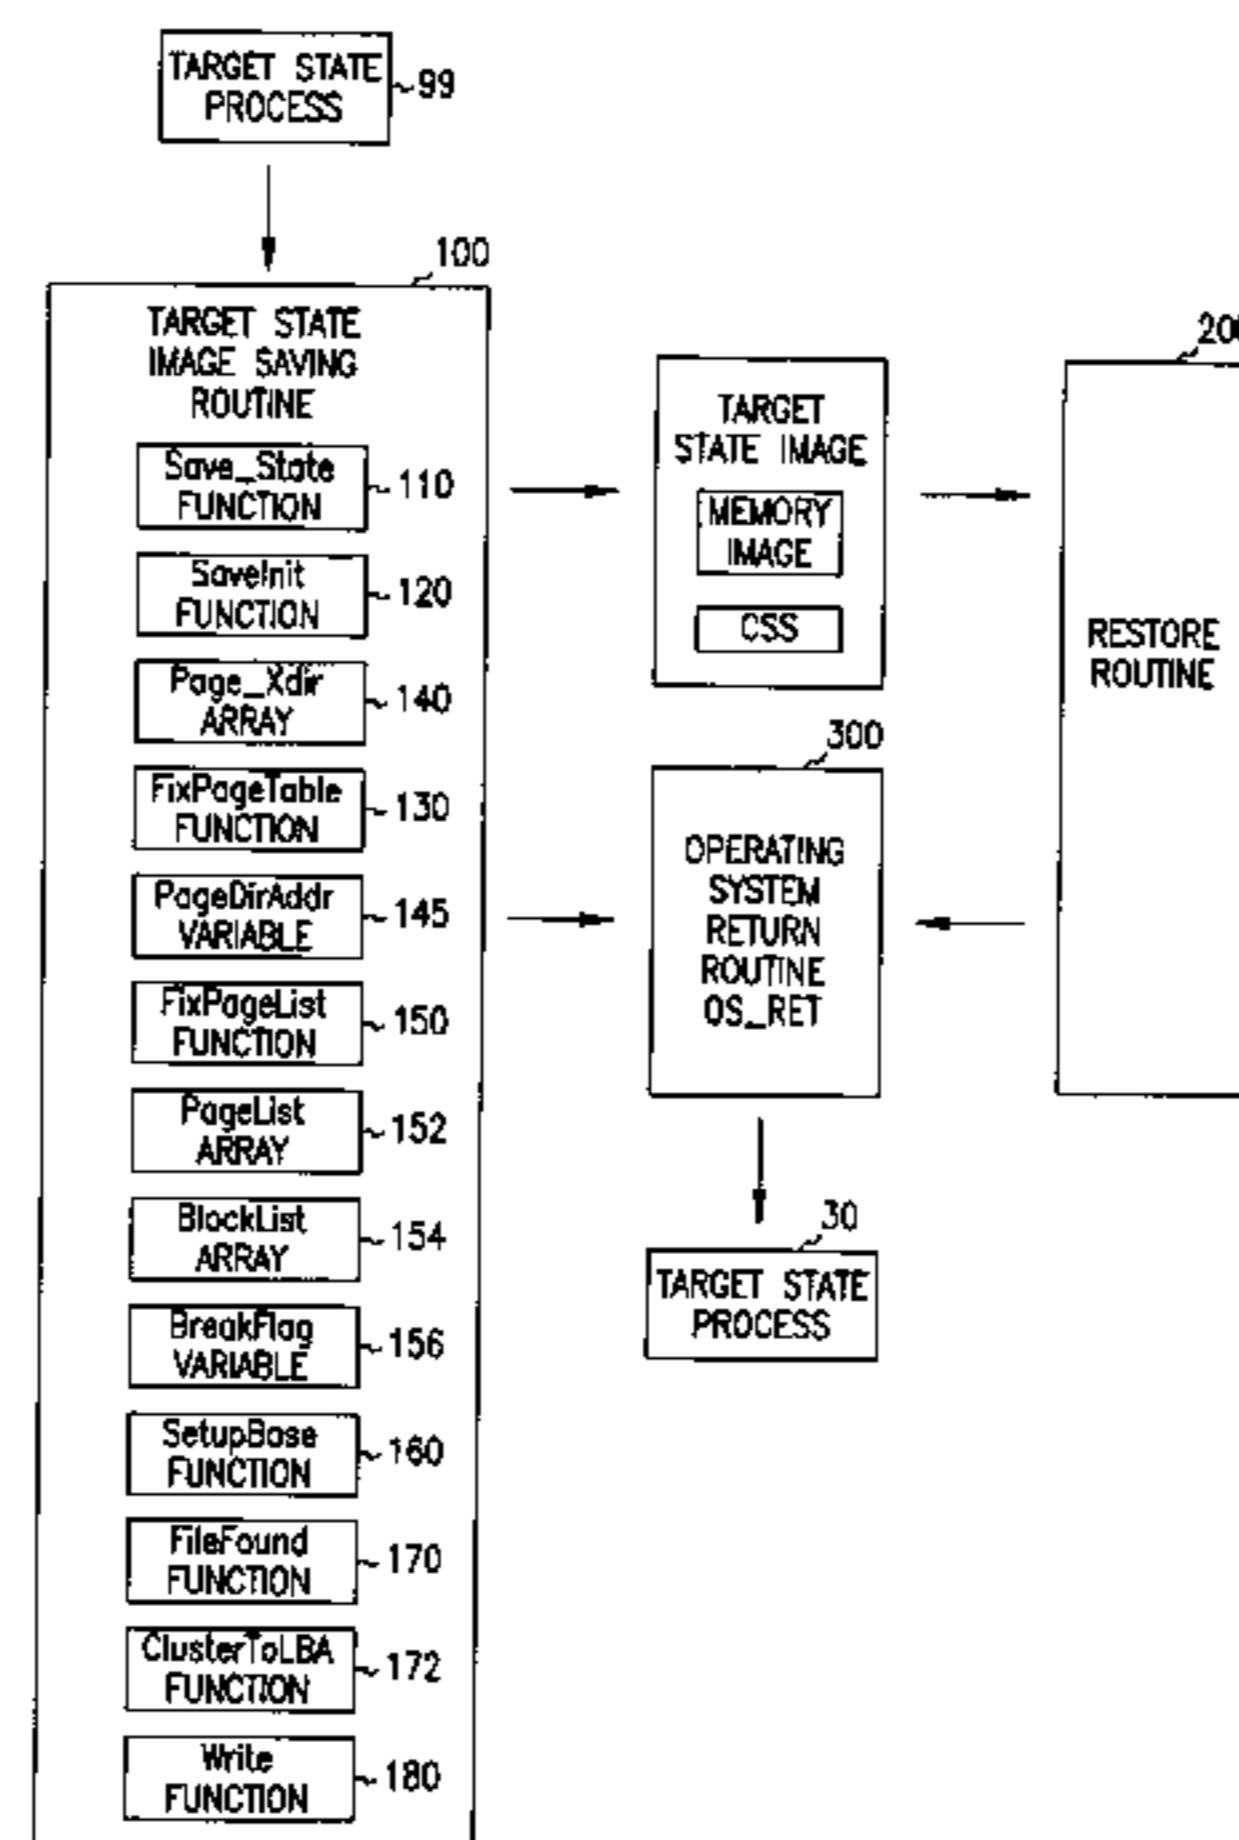 TARGET STATE
PROCESS
99
100
TARGET STATE
IMAGE SAVING
ROUTINE
Save_State
FUNCTION
110
SaveInit
FUNCTION
120
Page_Xdir
ARRAY
140
FixPageTable
FUNCTION
130
PageDirAddr
VARIABLE
145
FixPageList
FUNCTION
150
PageList
ARRAY
152
BlockList
ARRAY
154
BreakFlag
VARIABLE
156
SetupBase
FUNCTION
160
FileFound
FUNCTION
170
ClusterToLBA
FUNCTION
172
Write
FUNCTION
180
TARGET
STATE IMAGE
MEMORY
IMAGE
CSS
300
OPERATING
SYSTEM
RETURN
ROUTINE
OS_RET
30
TARGET STATE
PROCESS
200
RESTORE
ROUTINE